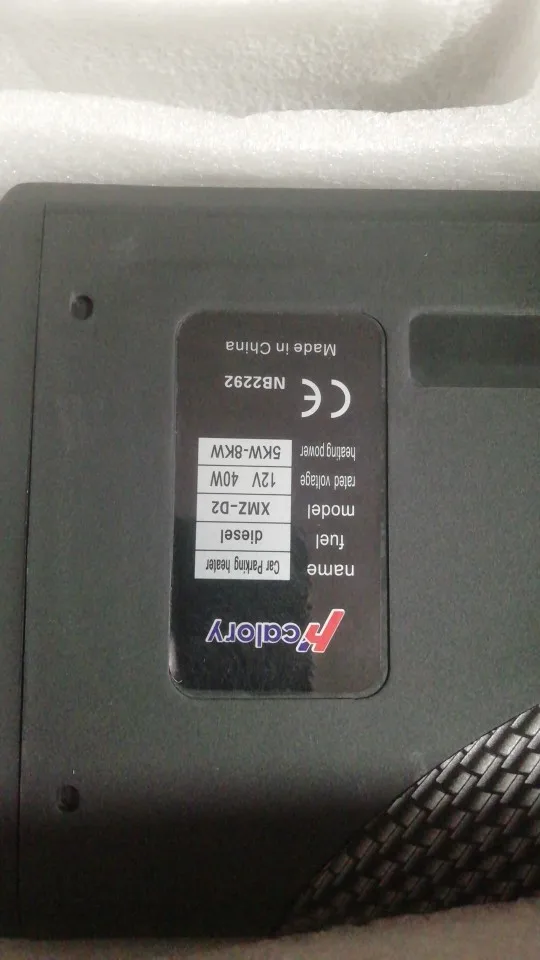 Hcalory
name Car Parking heater
fuel diesel
model XMZ-D2
rated voltage 12V 40W
heating power 5KW-8KW
CE NB2292
Made in China